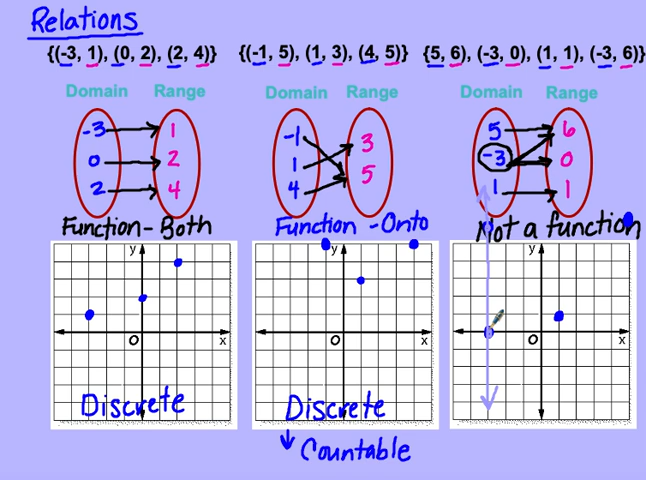 Relations
{(-3, 1), (0, 2), (2, 4)} {(-1, 5), (1, 3), (4, 5)} {(5, 6), (-3, 0), (1, 1), (-3, 6)}
Domain Range Domain Range Domain Range
-3 1 -1 3 5 6
0 2 1 5 -3 0
2 4 4 1 1
Function - Both Function - Onto Not a function
y y y
O x O x O x
Discrete Discrete
Countable